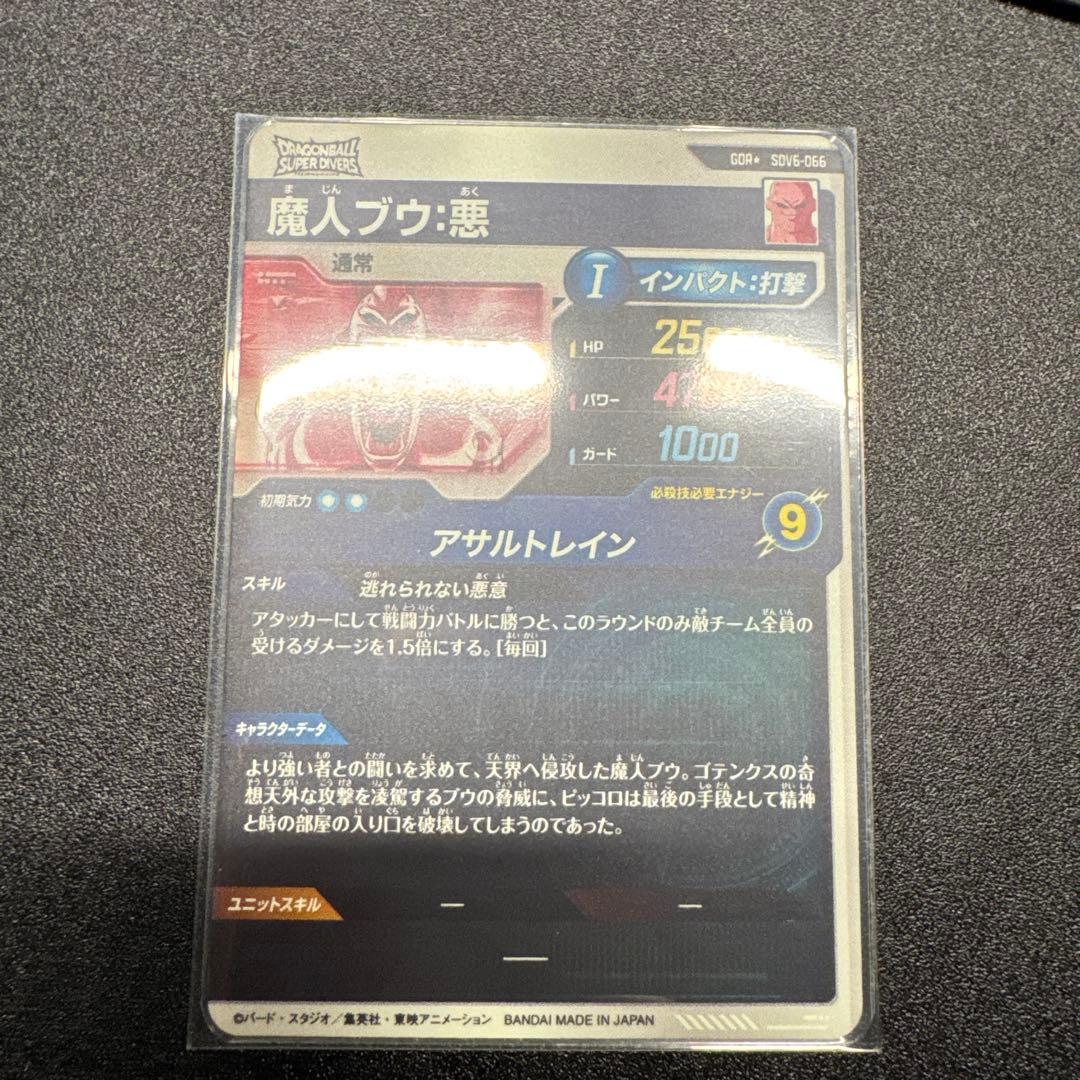 DRAGONBALL
SUPER DIVERS
GDR★ SDV6-066
魔人ブウ:悪
通常
I インパクト:打撃
HP
パワー
ガード 1000
初期気力
必殺技必要エナジー
9
アサルトレイン
スキル 逃れられない悪意
アタッカーにして戦闘力バトルに勝つと、このラウンドのみ敵チーム全員の
受けるダメージを1.5倍にする。[毎回]
キャラクターデータ
より強い者との闘いを求めて、天界へ侵攻した魔人ブウ。ゴテンクスの奇
想天外な攻撃を凌駕するブウの脅威に、ピッコロは最後の手段として精神
と時の部屋の入り口を破壊してしまうのであった。
ユニットスキル ー ー
ー
©バード・スタジオ/集英社・東映アニメーション BANDAI MADE IN JAPAN